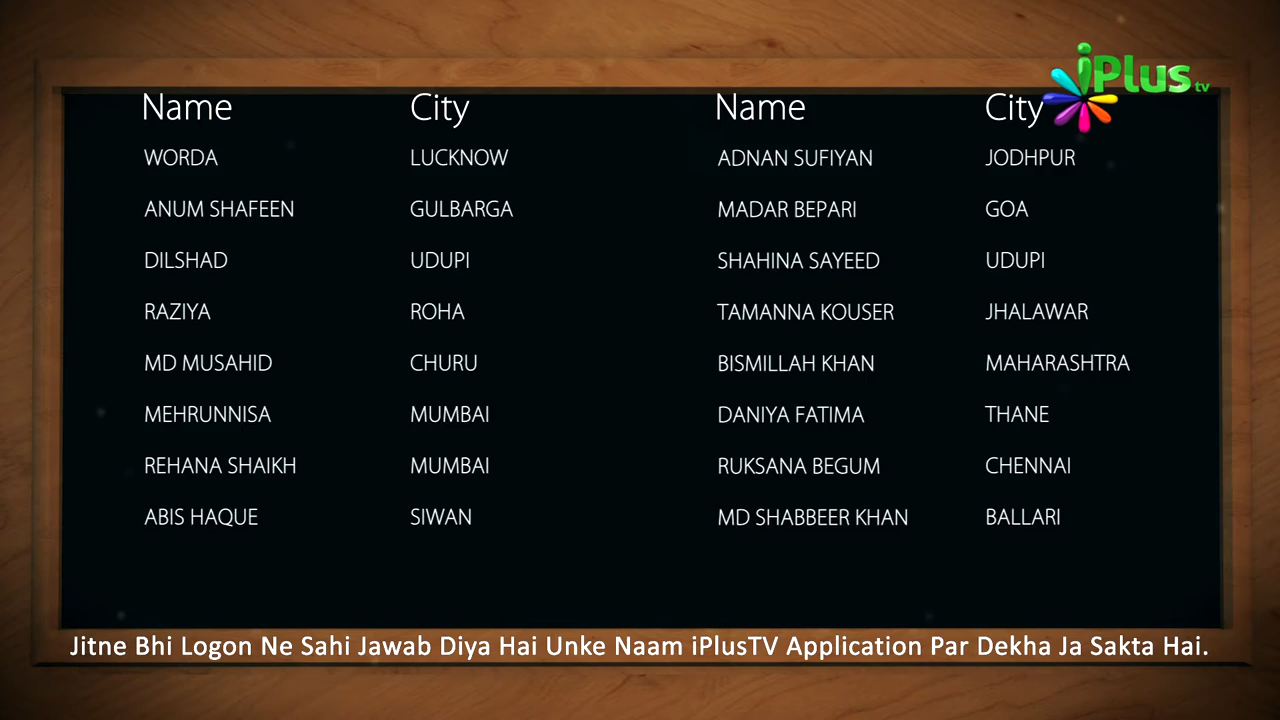 iPlus tv
Name City Name City
WORDA LUCKNOW ADNAN SUFIYAN JODHPUR
ANUM SHAFEEN GULBARGA MADAR BEPARI GOA
DILSHAD UDUPI SHAHINA SAYEED UDUPI
RAZIYA ROHA TAMANNA KOUSER JHALAWAR
MD MUSAHID CHURU BISMILLAH KHAN MAHARASHTRA
MEHRUNNISA MUMBAI DANIYA FATIMA THANE
REHANA SHAIKH MUMBAI RUKSANA BEGUM CHENNAI
ABIS HAQUE SIWAN MD SHABBEER KHAN BALLARI
Jitne Bhi Logon Ne Sahi Jawab Diya Hai Unke Naam iPlusTV Application Par Dekha Ja Sakta Hai.